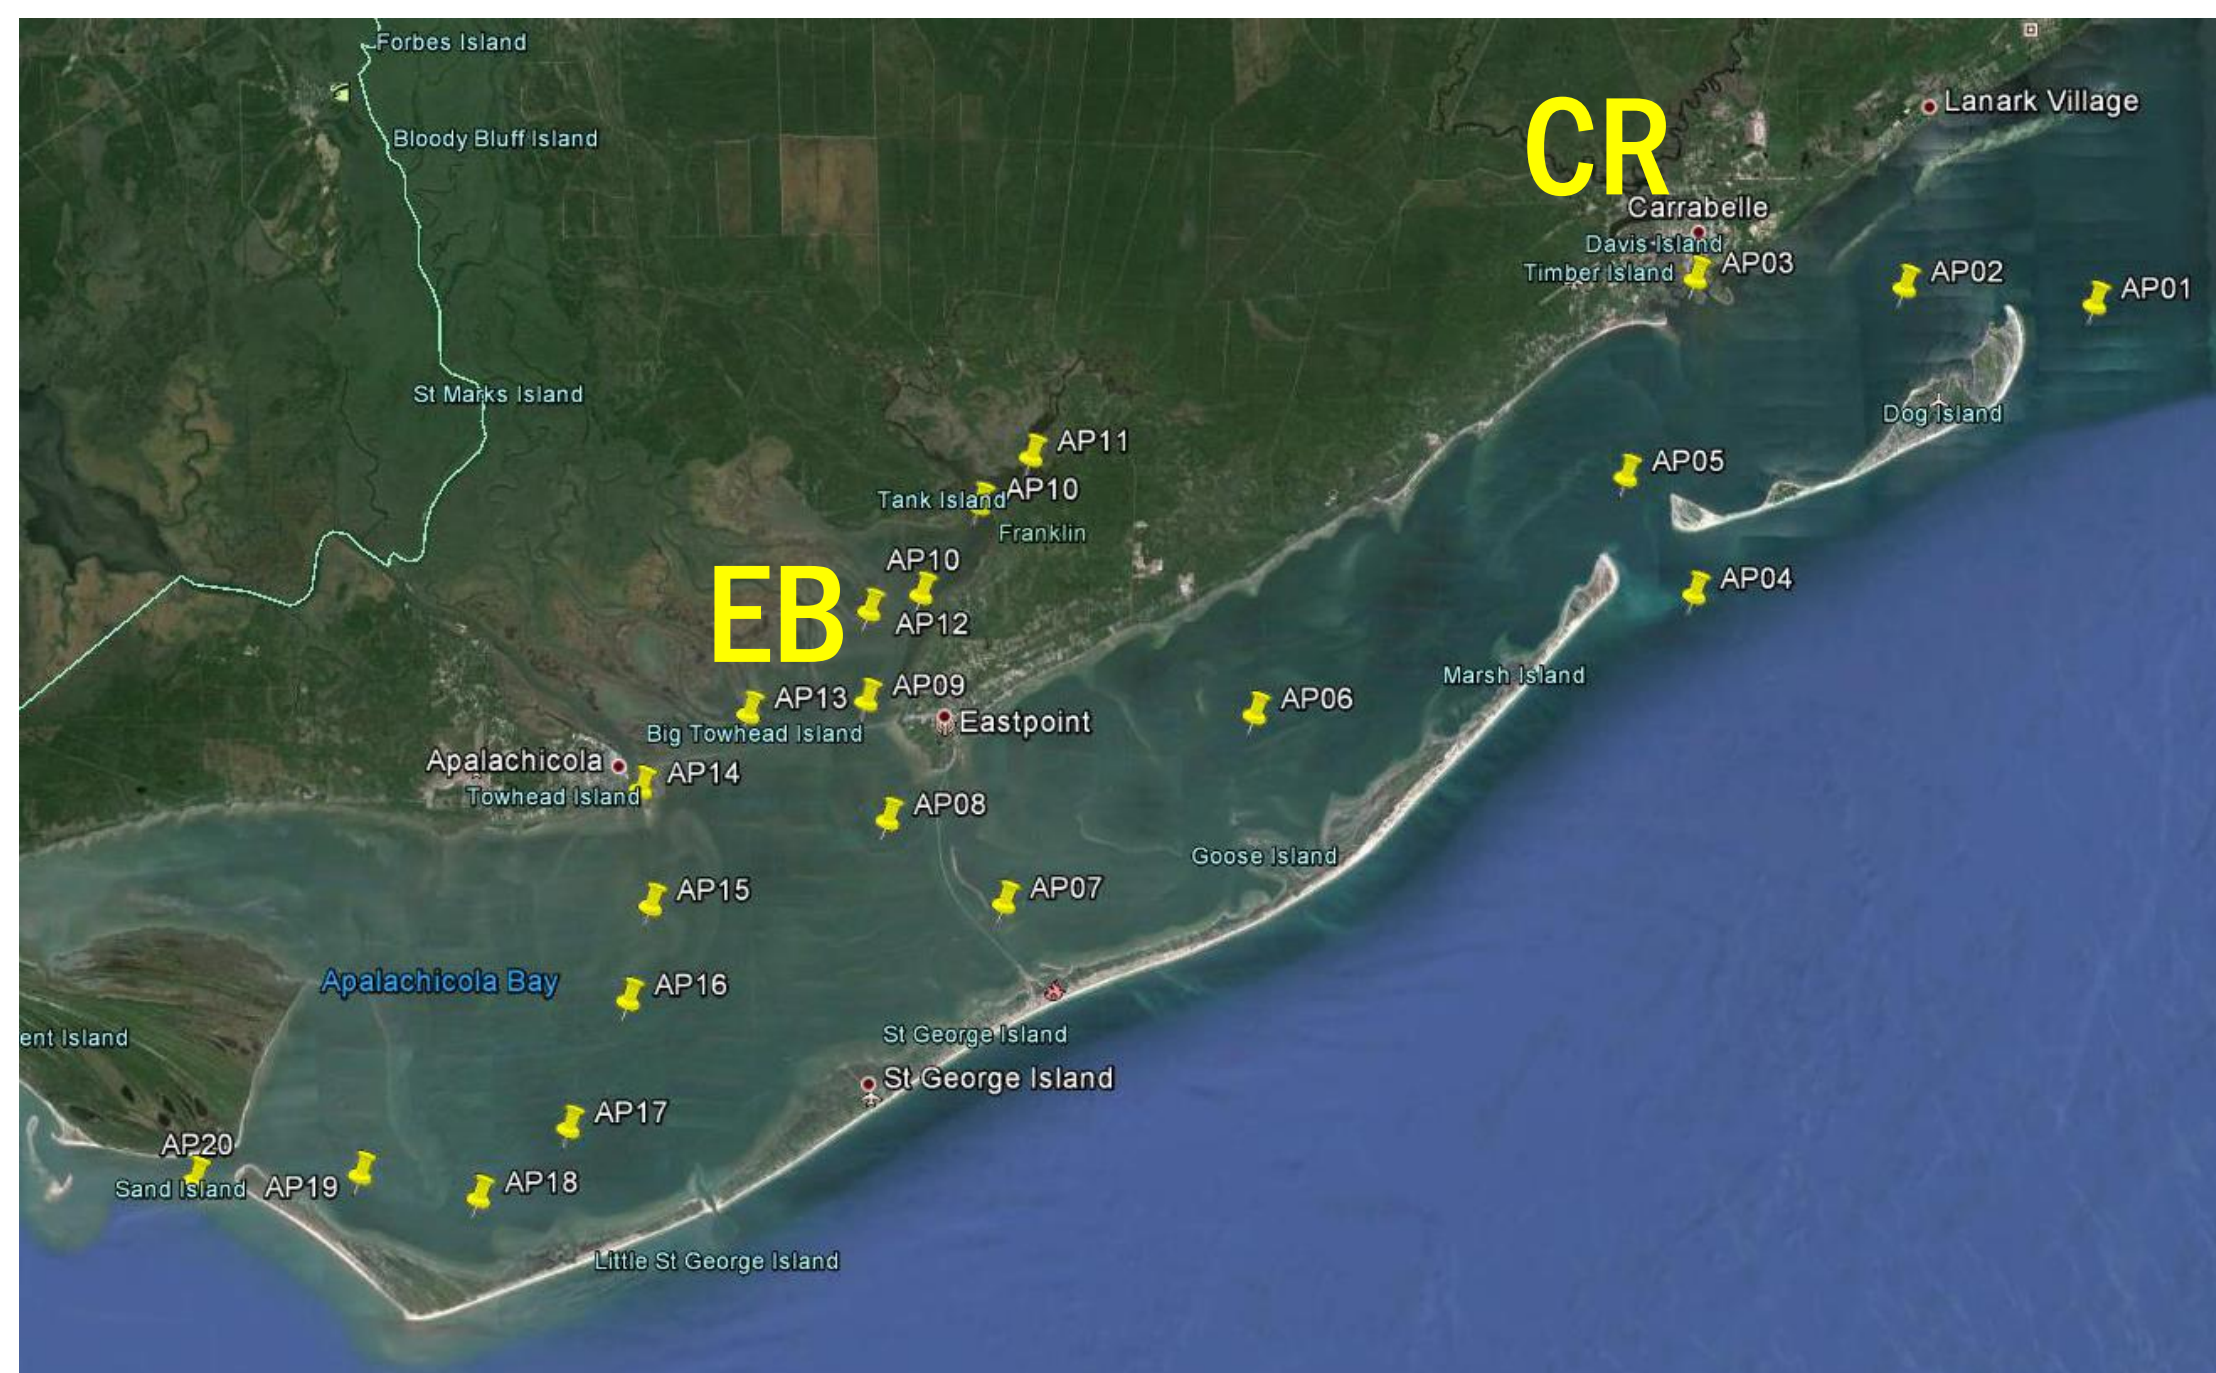 Forbes Island
Lanark Village
CR
Bloody Bluff Island
Carrabelle
Davis Island
AP03
Timber Island
AP02
AP01
St Marks Island
Dog Island
AP11
AP05
AP10
Tank Island
Franklin
AP10
EB
AP04
AP12
Marsh Island
AP09
AP13
AP06
Eastpoint
Big Towhead Island
Apalachicola
AP14
Towhead Island
AP08
Goose Island
AP15
AP07
Apalachicola Bay
AP16
St George Island
ent Island
St George Island
AP17
AP20
AP18
Sand Island
AP19
Little St George Island